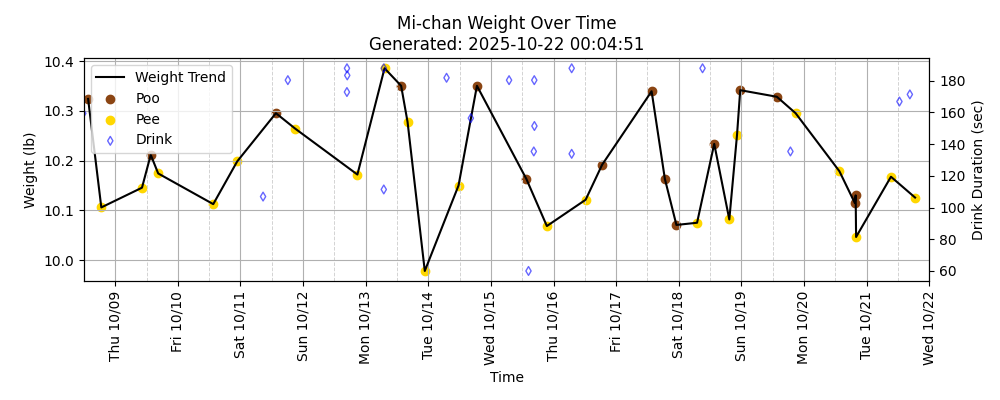 Mi-chan Weight Over Time
Generated: 2025-10-22 00:04:51
Weight Trend
Poo
Pee
Drink
Weight (lb)
10.4
10.3
10.2
10.1
10.0
Drink Duration (sec)
180
160
140
120
100
80
60
Thu 10/09
Fri 10/10
Sat 10/11
Sun 10/12
Mon 10/13
Tue 10/14
Wed 10/15
Thu 10/16
Fri 10/17
Sat 10/18
Sun 10/19
Mon 10/20
Tue 10/21
Wed 10/22
Time